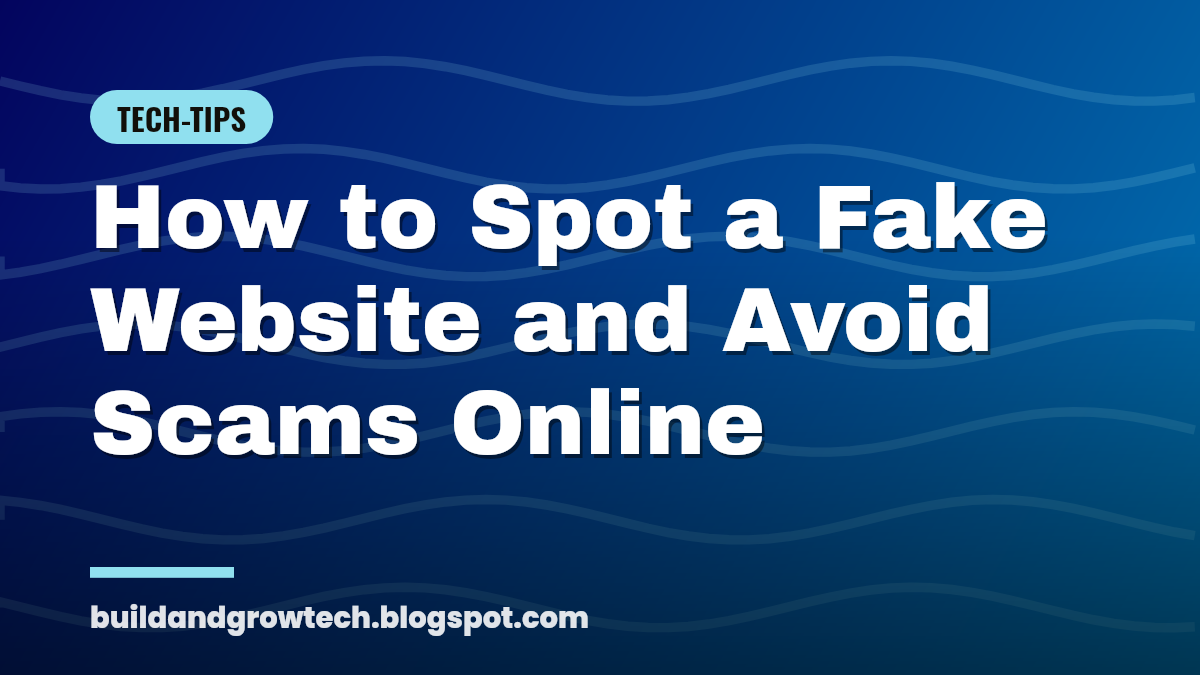 TECH-TIPS
How to Spot a Fake
Website and Avoid
Scams Online
buildandgrowtech.blogspot.com